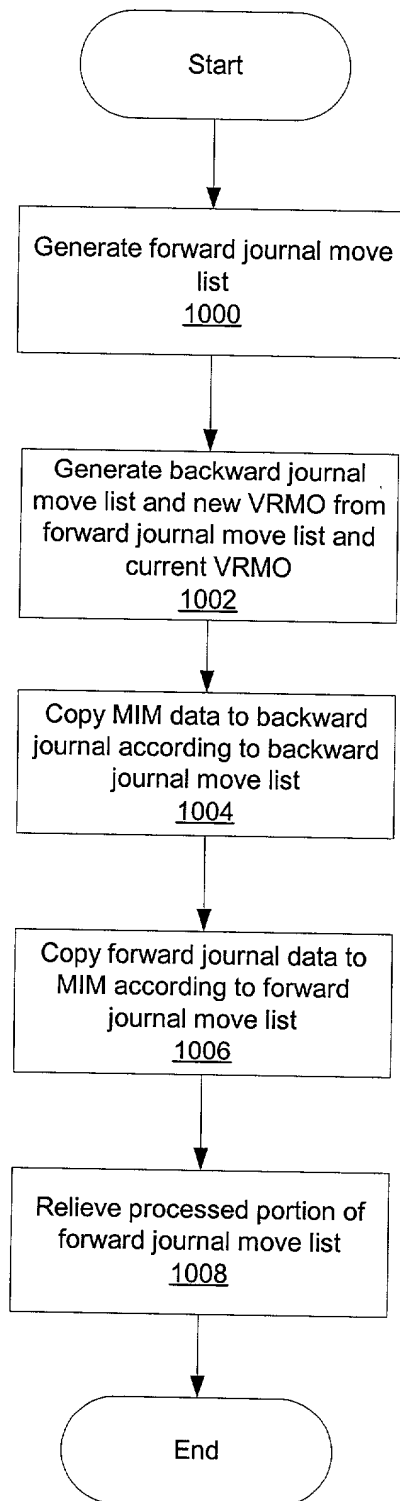 Start
Generate forward journal move
list
1000
Generate backward journal
move list and new VRMO from
forward journal move list and
current VRMO
1002
Copy MIM data to backward
journal according to backward
journal move list
1004
Copy forward journal data to
MIM according to forward
journal move list
1006
Relieve processed portion of
forward journal move list
1008
End